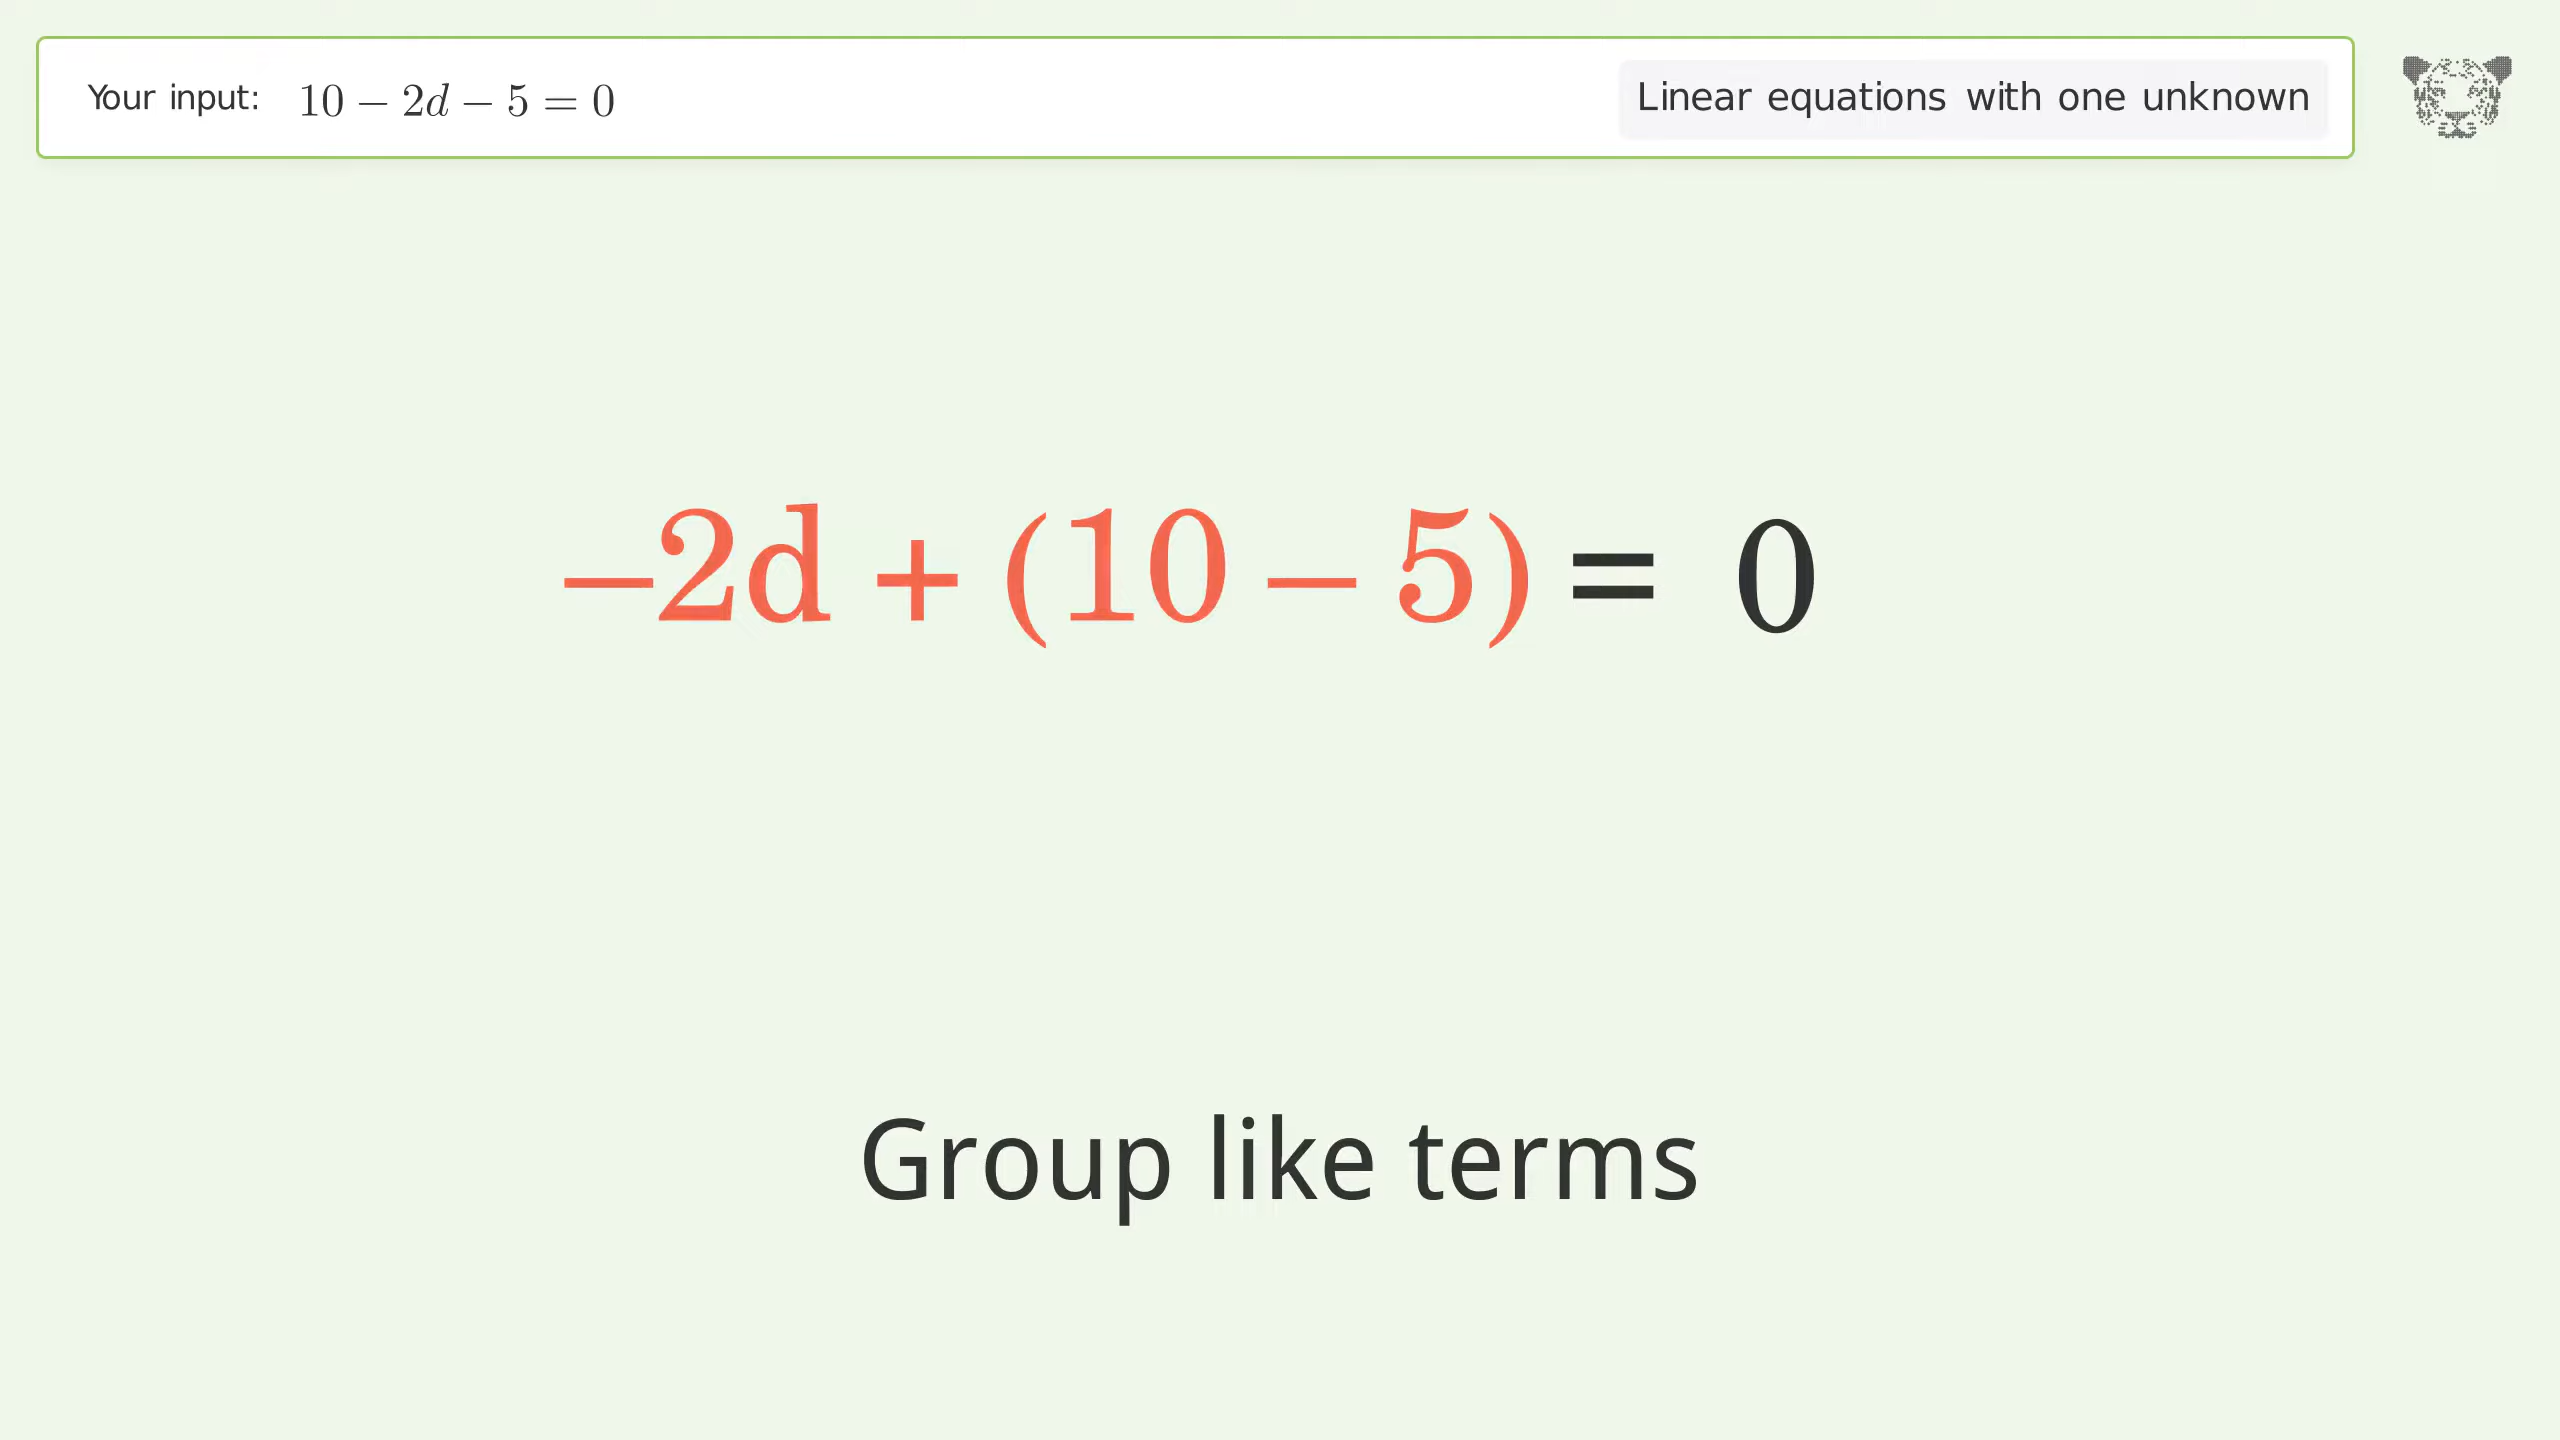 Your input: 10 − 2d − 5 = 0
Linear equations with one unknown
−2d + (10 − 5) = 0
Group like terms